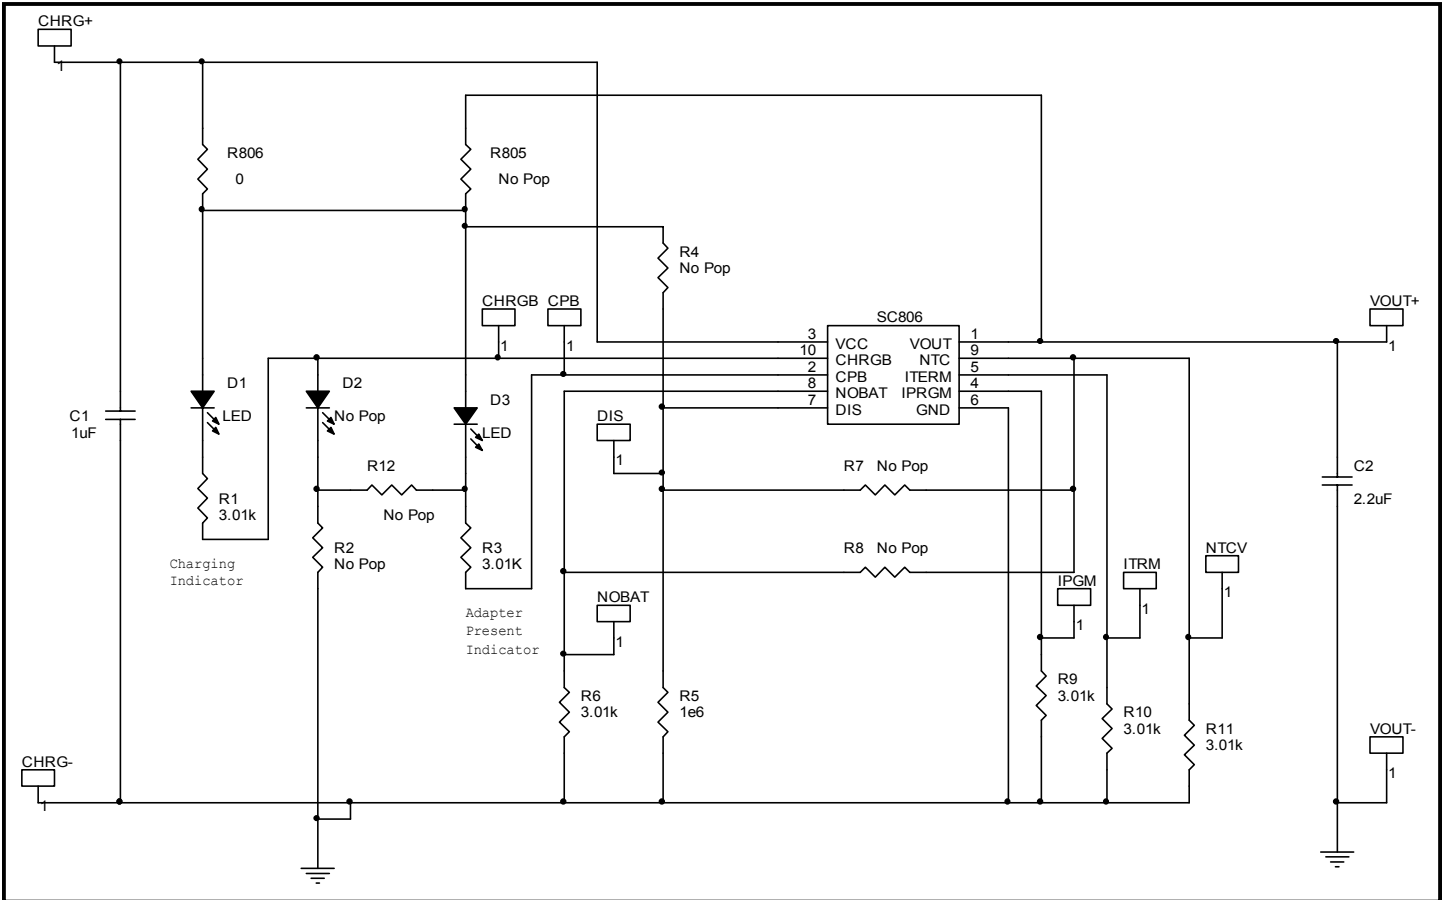 CHRG+
1
R806
0
R805
No Pop
R4
No Pop
CHRGB
1
CPB
1
SC806
3
VCC
10
CHRGB
2
CPB
8
NOBAT
7
DIS
1
VOUT
9
NTC
5
ITERM
4
IPRGM
6
GND
VOUT+
1
C1
1uF
D1
LED
D2
No Pop
D3
LED
DIS
1
R12
No Pop
R7 No Pop
C2
2.2uF
R1
3.01k
Charging
Indicator
R2
No Pop
R3
3.01K
Adapter
Present
Indicator
R8 No Pop
NOBAT
1
IPGM
1
ITRM
1
NTCV
1
R6
3.01k
R5
1e6
R9
3.01k
R10
3.01k
R11
3.01k
VOUT-
1
CHRG-
1